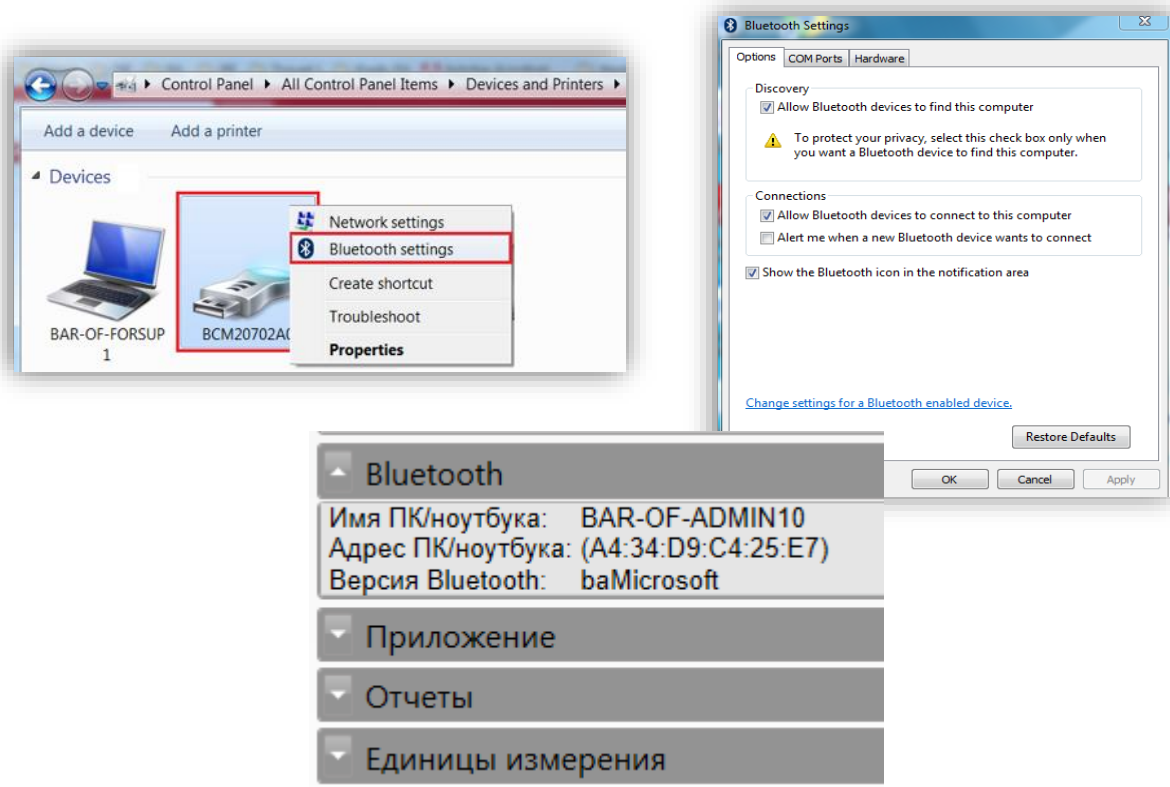 Control Panel All Control Panel Items Devices and Printers
Add a device Add a printer
Devices
Network settings
Bluetooth settings
Create shortcut
Troubleshoot
Properties
BAR-OF-FORSUP
1
BCM20702A
Bluetooth Settings
Options COM Ports Hardware
Discovery
Allow Bluetooth devices to find this computer
To protect your privacy, select this check box only when
you want a Bluetooth device to find this computer.
Connections
Allow Bluetooth devices to connect to this computer
Alert me when a new Bluetooth device wants to connect
Show the Bluetooth icon in the notification area
Change settings for a Bluetooth enabled device.
Restore Defaults
OK Cancel Apply
Bluetooth
Имя ПК/ноутбука: BAR-OF-ADMIN10
Адрес ПК/ноутбука: (A4:34:D9:C4:25:E7)
Версия Bluetooth: baMicrosoft
Приложение
Отчеты
Единицы измерения